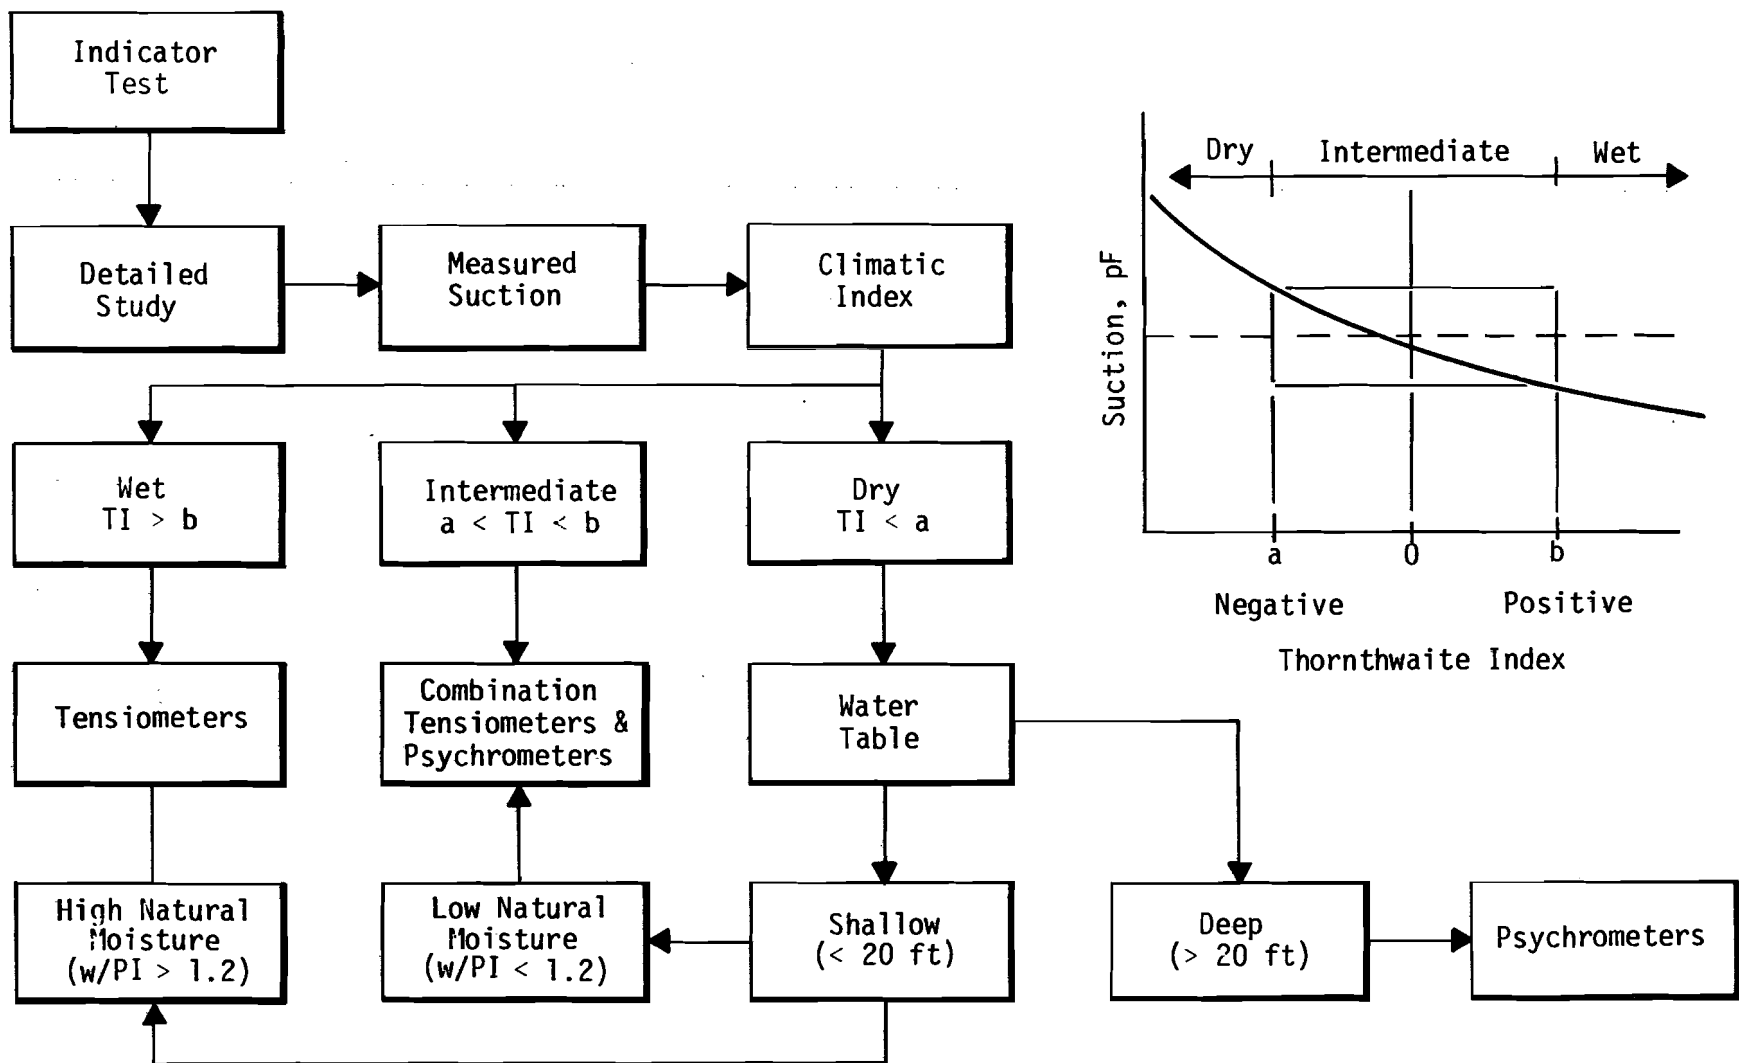 Indicator
Test
Detailed
Study
Measured
Suction
Climatic
Index
Wet
TI > b
Intermediate
a < TI < b
Dry
TI < a
Tensiometers
Combination
Tensiometers &
Psychrometers
Water
Table
High Natural
Moisture
(w/PI > 1.2)
Low Natural
Moisture
(w/PI < 1.2)
Shallow
(< 20 ft)
Deep
(> 20 ft)
Psychrometers
Dry
Intermediate
Wet
Suction, pF
a
0
b
Negative
Positive
Thornthwaite Index